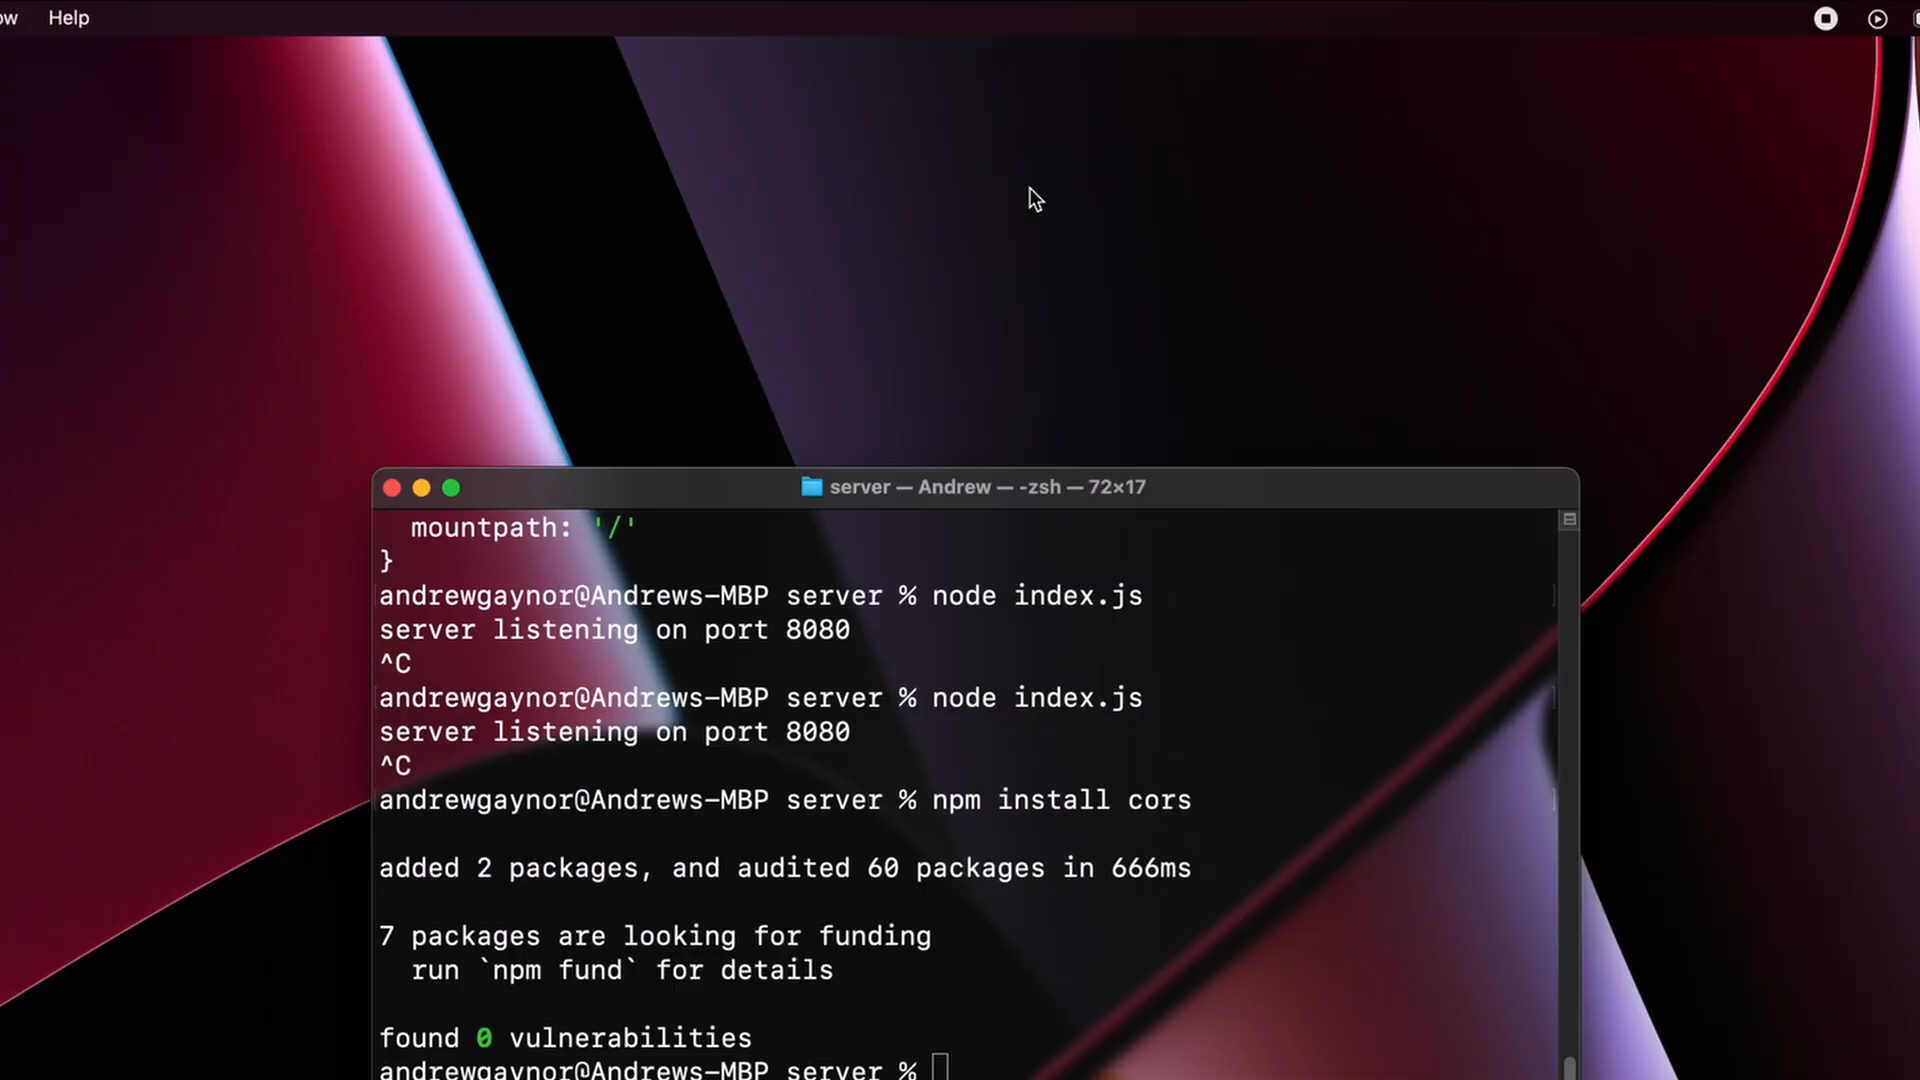 Help
server — Andrew — -zsh — 72×17
mountpath: '/'
}
andrewgaynor@Andrews-MBP server % node index.js
server listening on port 8080
^C
andrewgaynor@Andrews-MBP server % node index.js
server listening on port 8080
^C
andrewgaynor@Andrews-MBP server % npm install cors
added 2 packages, and audited 60 packages in 666ms
7 packages are looking for funding
run `npm fund` for details
found 0 vulnerabilities
andrewgaynor@Andrews-MBP server %